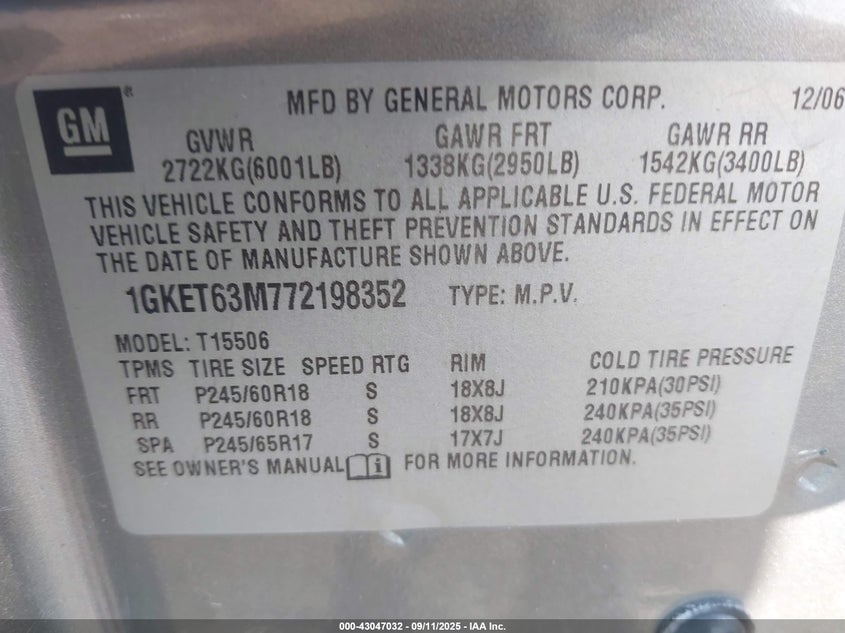 GM®
MFD BY GENERAL MOTORS CORP. 12/06
GVWR GAWR FRT GAWR RR
2722KG(6001LB) 1338KG(2950LB) 1542KG(3400LB)
THIS VEHICLE CONFORMS TO ALL APPLICABLE U.S. FEDERAL MOTOR
VEHICLE SAFETY AND THEFT PREVENTION STANDARDS IN EFFECT ON
THE DATE OF MANUFACTURE SHOWN ABOVE.
1GKET63M772198352 TYPE: M.P.V.
MODEL: T15506
TPMS TIRE SIZE SPEED RTG RIM COLD TIRE PRESSURE
FRT P245/60R18 S 18X8J 210KPA(30PSI)
RR P245/60R18 S 18X8J 240KPA(35PSI)
SPA P245/65R17 S 17X7J 240KPA(35PSI)
SEE OWNER'S MANUAL i FOR MORE INFORMATION.
000-43047032 - 09/11/2025 - IAA Inc.